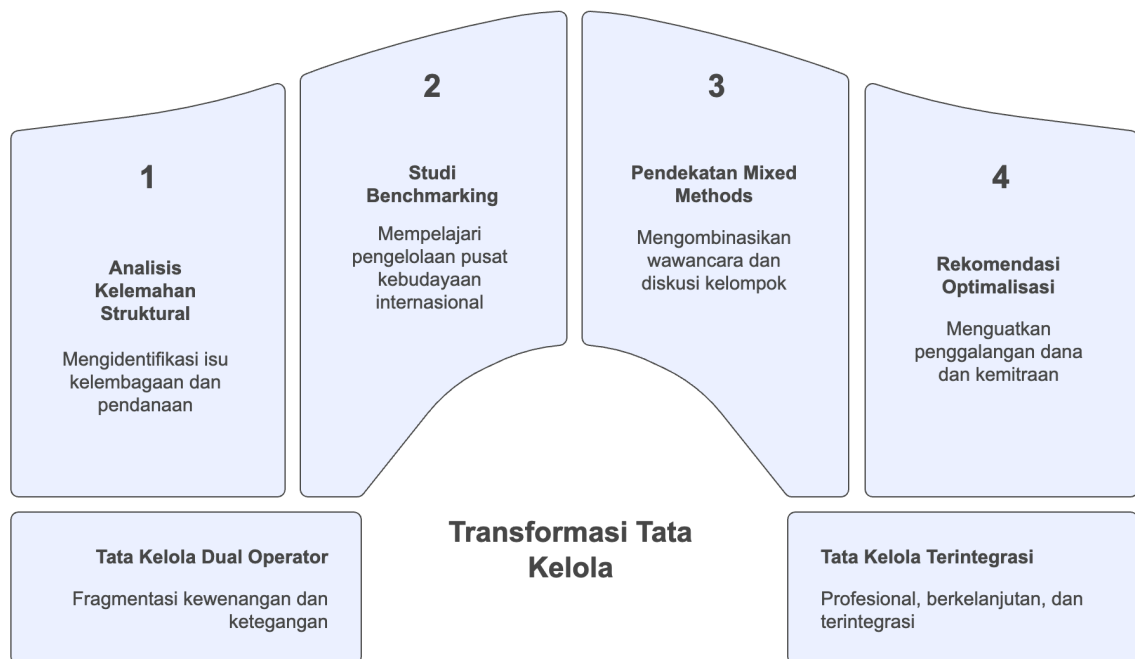 1
Analisis
Kelemahan
Struktural
Mengidentifikasi isu
kelembagaan dan
pendanaan
2
Studi
Benchmarking
Mempelajari
pengelolaan pusat
kebudayaan
internasional
3
Pendekatan Mixed
Methods
Mengombinasikan
wawancara dan
diskusi kelompok
4
Rekomendasi
Optimalisasi
Menguatkan
penggalangan dana
dan kemitraan
Tata Kelola Dual Operator
Fragmentasi kewenangan dan
ketegangan
Transformasi Tata
Kelola
Tata Kelola Terintegrasi
Profesional, berkelanjutan, dan
terintegrasi